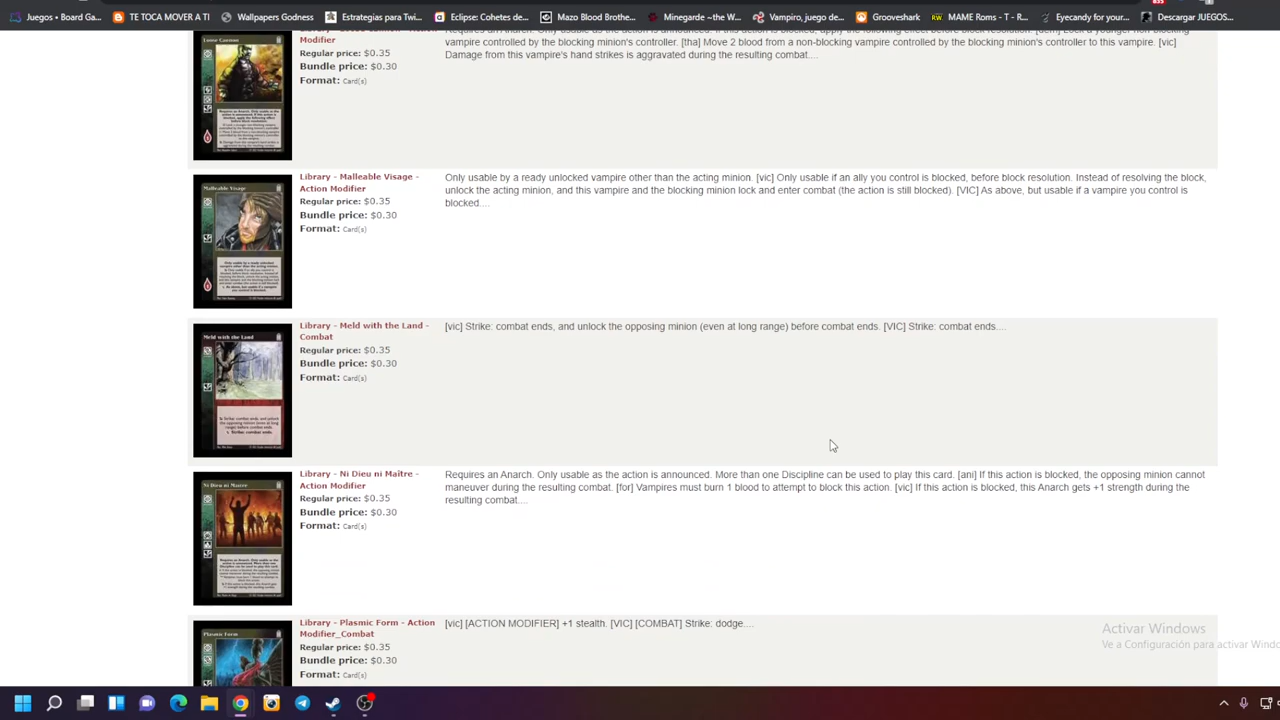 Juegos » Board Ga...
TE TOCA MOVER A TI
Wallpapers Godness
Estrategias para Twi...
Eclipse: Cohetes de...
Mazo Blood Brother...
Minegarde » the W...
Vampiro, juego de...
Grooveshark
MAME Roms - T - R...
Eyecandy for your...
Descargar JUEGOS...
Modifier
Regular price: $0.35
Bundle price: $0.30
Format: Card(s)
Requires an Anarch. Only usable as the action is announced. If this action is blocked, apply the following effect before block resolution. [dem] Lock a younger non-blocking
vampire controlled by the blocking minion's controller. [tha] Move 2 blood from a non-blocking vampire controlled by the blocking minion's controller to this vampire. [vic]
Damage from this vampire's hand strikes is aggravated during the resulting combat....
Loose Cannon
Library - Malleable Visage -
Action Modifier
Regular price: $0.35
Bundle price: $0.30
Format: Card(s)
Only usable by a ready unlocked vampire other than the acting minion. [vic] Only usable if an ally you control is blocked, before block resolution. Instead of resolving the block,
unlock the acting minion, and this vampire and the blocking minion lock and enter combat (the action is still blocked). [VIC] As above, but usable if a vampire you control is
blocked....
Malleable Visage
Library - Meld with the Land -
Combat
Regular price: $0.35
Bundle price: $0.30
Format: Card(s)
[vic] Strike: combat ends, and unlock the opposing minion (even at long range) before combat ends. [VIC] Strike: combat ends....
Meld with the Land
Library - Ni Dieu ni Maître -
Action Modifier
Regular price: $0.35
Bundle price: $0.30
Format: Card(s)
Requires an Anarch. Only usable as the action is announced. More than one Discipline can be used to play this card. [ani] If this action is blocked, the opposing minion cannot
maneuver during the resulting combat. [for] Vampires must burn 1 blood to attempt to block this action. [vic] If this action is blocked, this Anarch gets +1 strength during the
resulting combat....
Ni Dieu ni Maître
Library - Plasmic Form - Action
Modifier_Combat
Regular price: $0.35
Bundle price: $0.30
Format: Card(s)
[vic] [ACTION MODIFIER] +1 stealth. [VIC] [COMBAT] Strike: dodge....
Plasmic Form
Activar Windows
Ve a Configuración para activar Windo